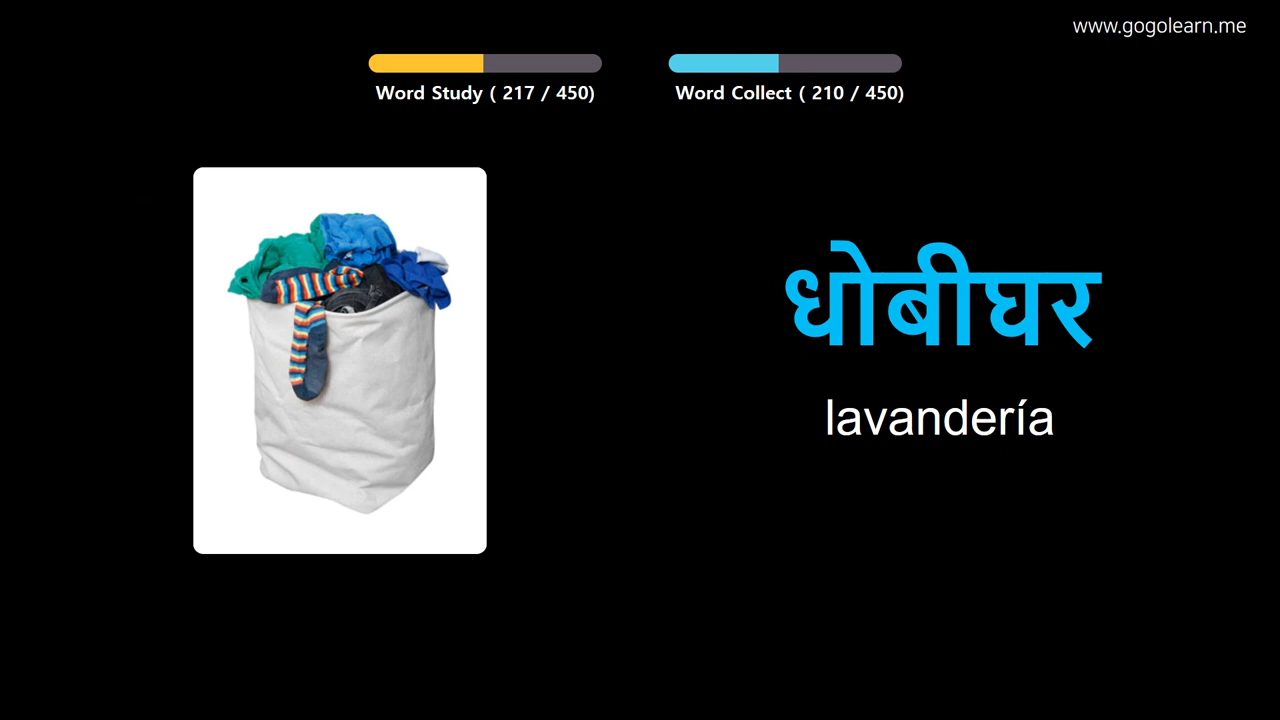 www.gogolearn.me
Word Study ( 217 / 450)
Word Collect ( 210 / 450)
धोबीघर
lavandería